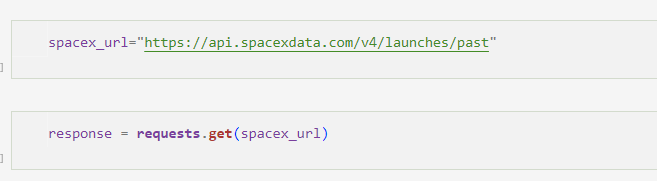 spacex_url="https://api.spacexdata.com/v4/launches/past"
]
response = requests.get(spacex_url)
]